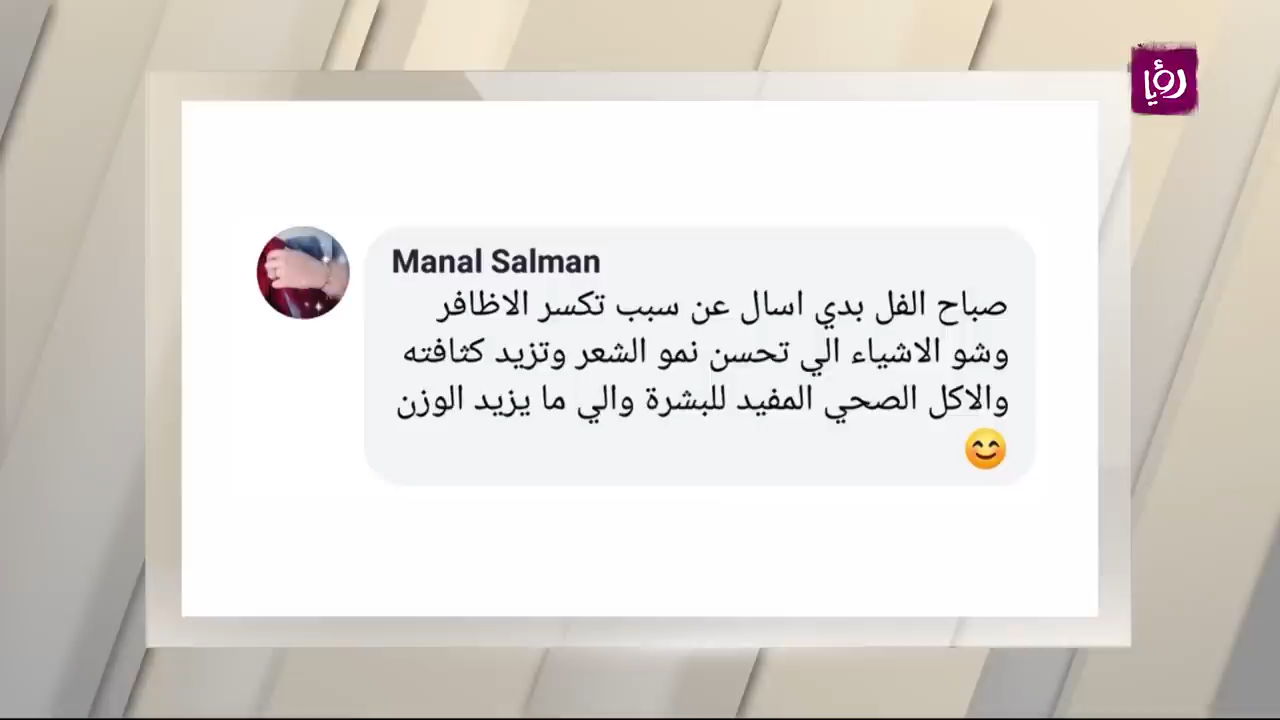 رؤيا
Manal Salman
صباح الفل بدي اسال عن سبب تكسر الاظافر
وشو الاشياء الي تحسن نمو الشعر وتزيد كثافته
والاكل الصحي المفيد للبشرة والي ما يزيد الوزن
😊